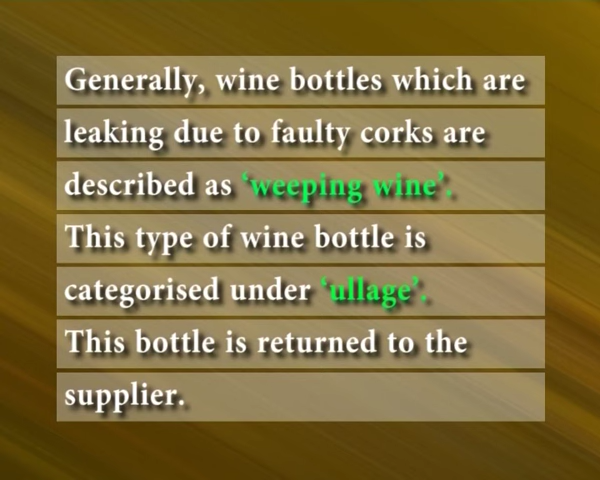 Generally, wine bottles which are
leaking due to faulty corks are
described as ‘weeping wine’.
This type of wine bottle is
categorised under ‘ullage’.
This bottle is returned to the
supplier.